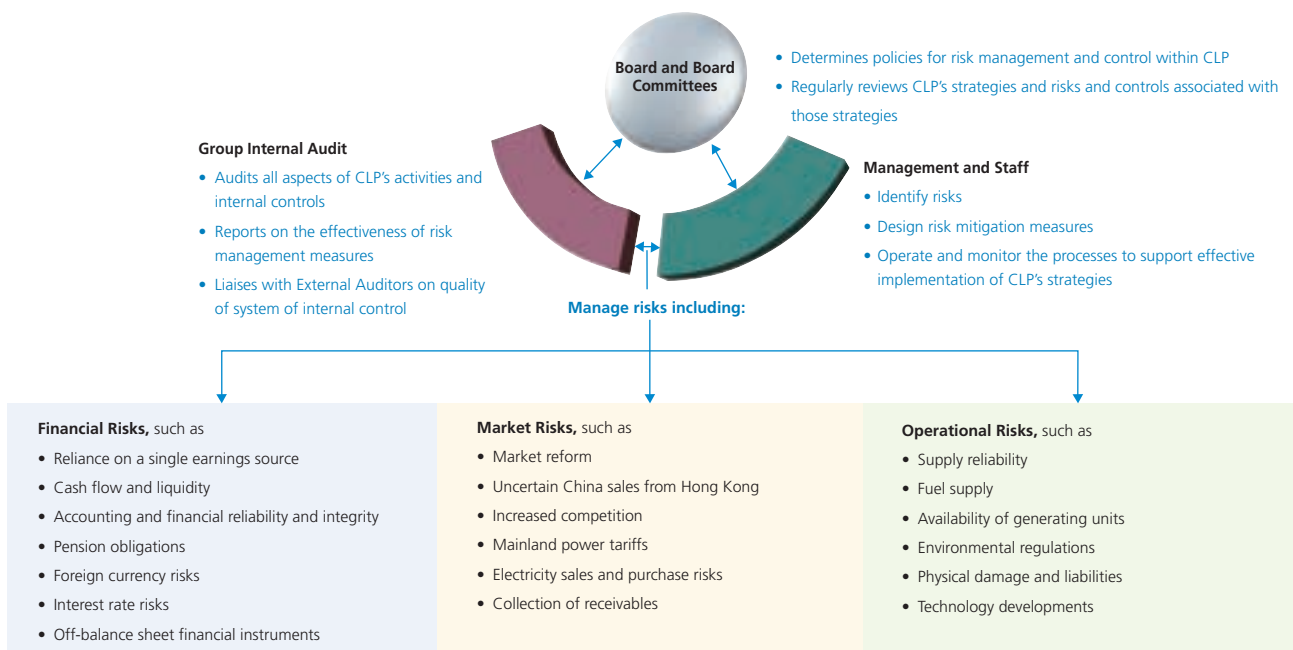 Board and Board
Committees
• Determines policies for risk management and control within CLP
• Regularly reviews CLP's strategies and risks and controls associated with
those strategies
Group Internal Audit
• Audits all aspects of CLP's activities and
internal controls
• Reports on the effectiveness of risk
management measures
• Liaises with External Auditors on quality
of system of internal control
Management and Staff
• Identify risks
• Design risk mitigation measures
• Operate and monitor the processes to support effective
implementation of CLP's strategies
Manage risks including:
Financial Risks, such as
• Reliance on a single earnings source
• Cash flow and liquidity
• Accounting and financial reliability and integrity
• Pension obligations
• Foreign currency risks
• Interest rate risks
• Off-balance sheet financial instruments
Market Risks, such as
• Market reform
• Uncertain China sales from Hong Kong
• Increased competition
• Mainland power tariffs
• Electricity sales and purchase risks
• Collection of receivables
Operational Risks, such as
• Supply reliability
• Fuel supply
• Availability of generating units
• Environmental regulations
• Physical damage and liabilities
• Technology developments